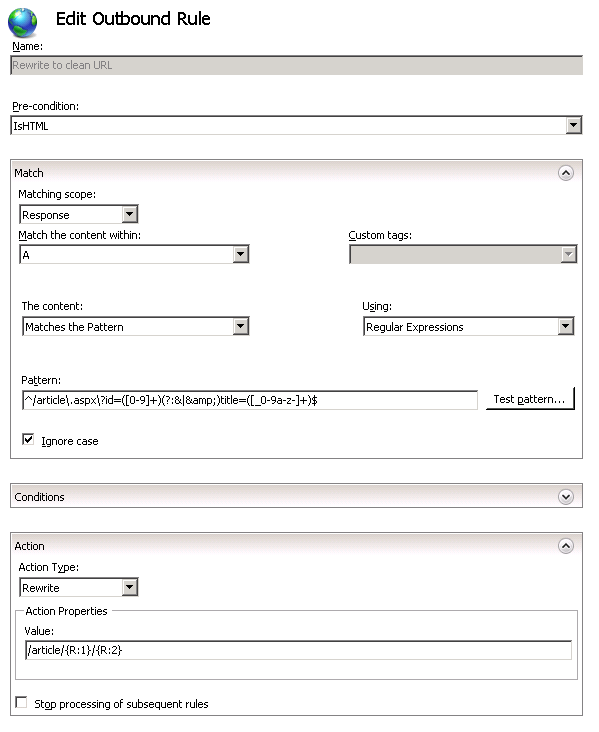 Edit Outbound Rule
Name:
Rewrite to clean URL
Pre-condition:
IsHTML
Match
Matching scope:
Response
Match the content within:
Custom tags:
A
The content:
Using:
Matches the Pattern
Regular Expressions
Pattern:
^/article\.aspx\?id=([0-9]+)(?:&|&amp;)title=([_0-9a-z-]+)$
Test pattern...
Ignore case
Conditions
Action
Action Type:
Rewrite
Action Properties
Value:
/article/{R:1}/{R:2}
Stop processing of subsequent rules